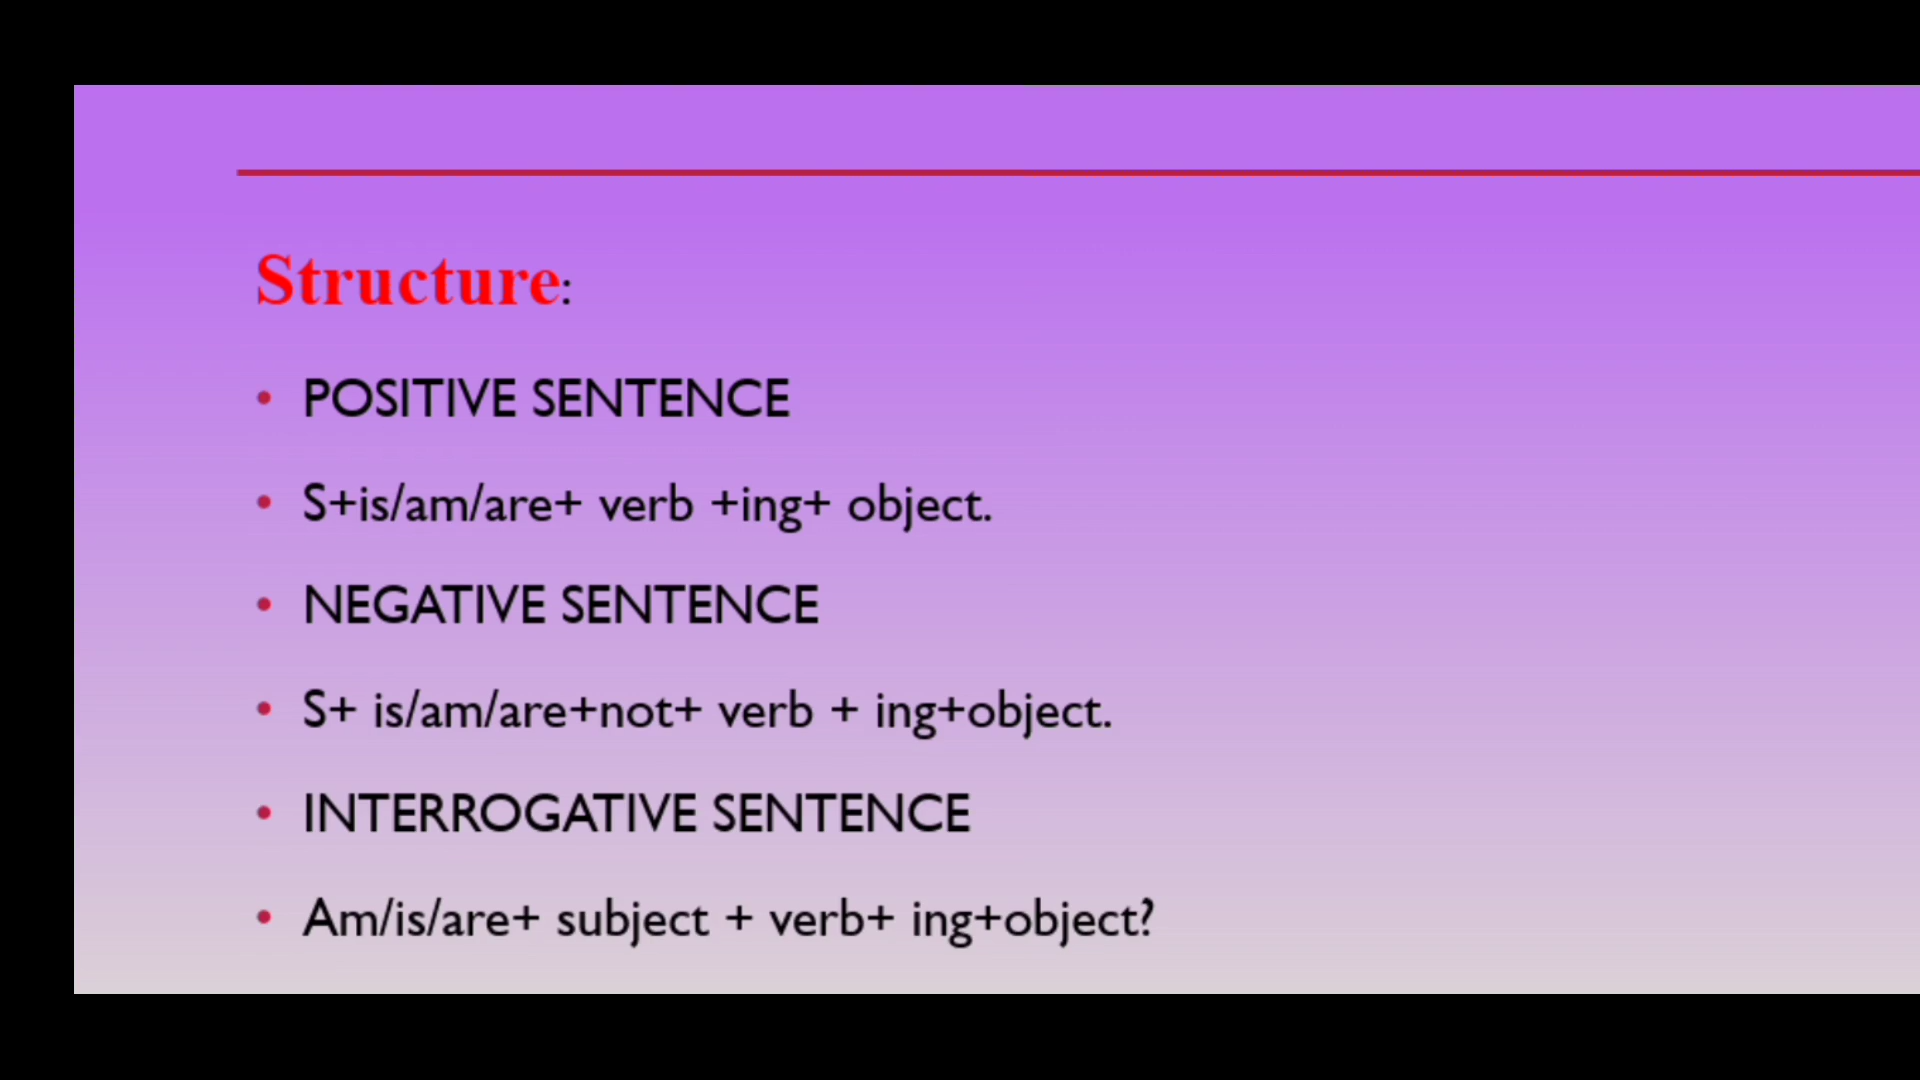 Structure:
• POSITIVE SENTENCE
• S+is/am/are+ verb +ing+ object.
• NEGATIVE SENTENCE
• S+ is/am/are+not+ verb + ing+object.
• INTERROGATIVE SENTENCE
• Am/is/are+ subject + verb+ ing+object?